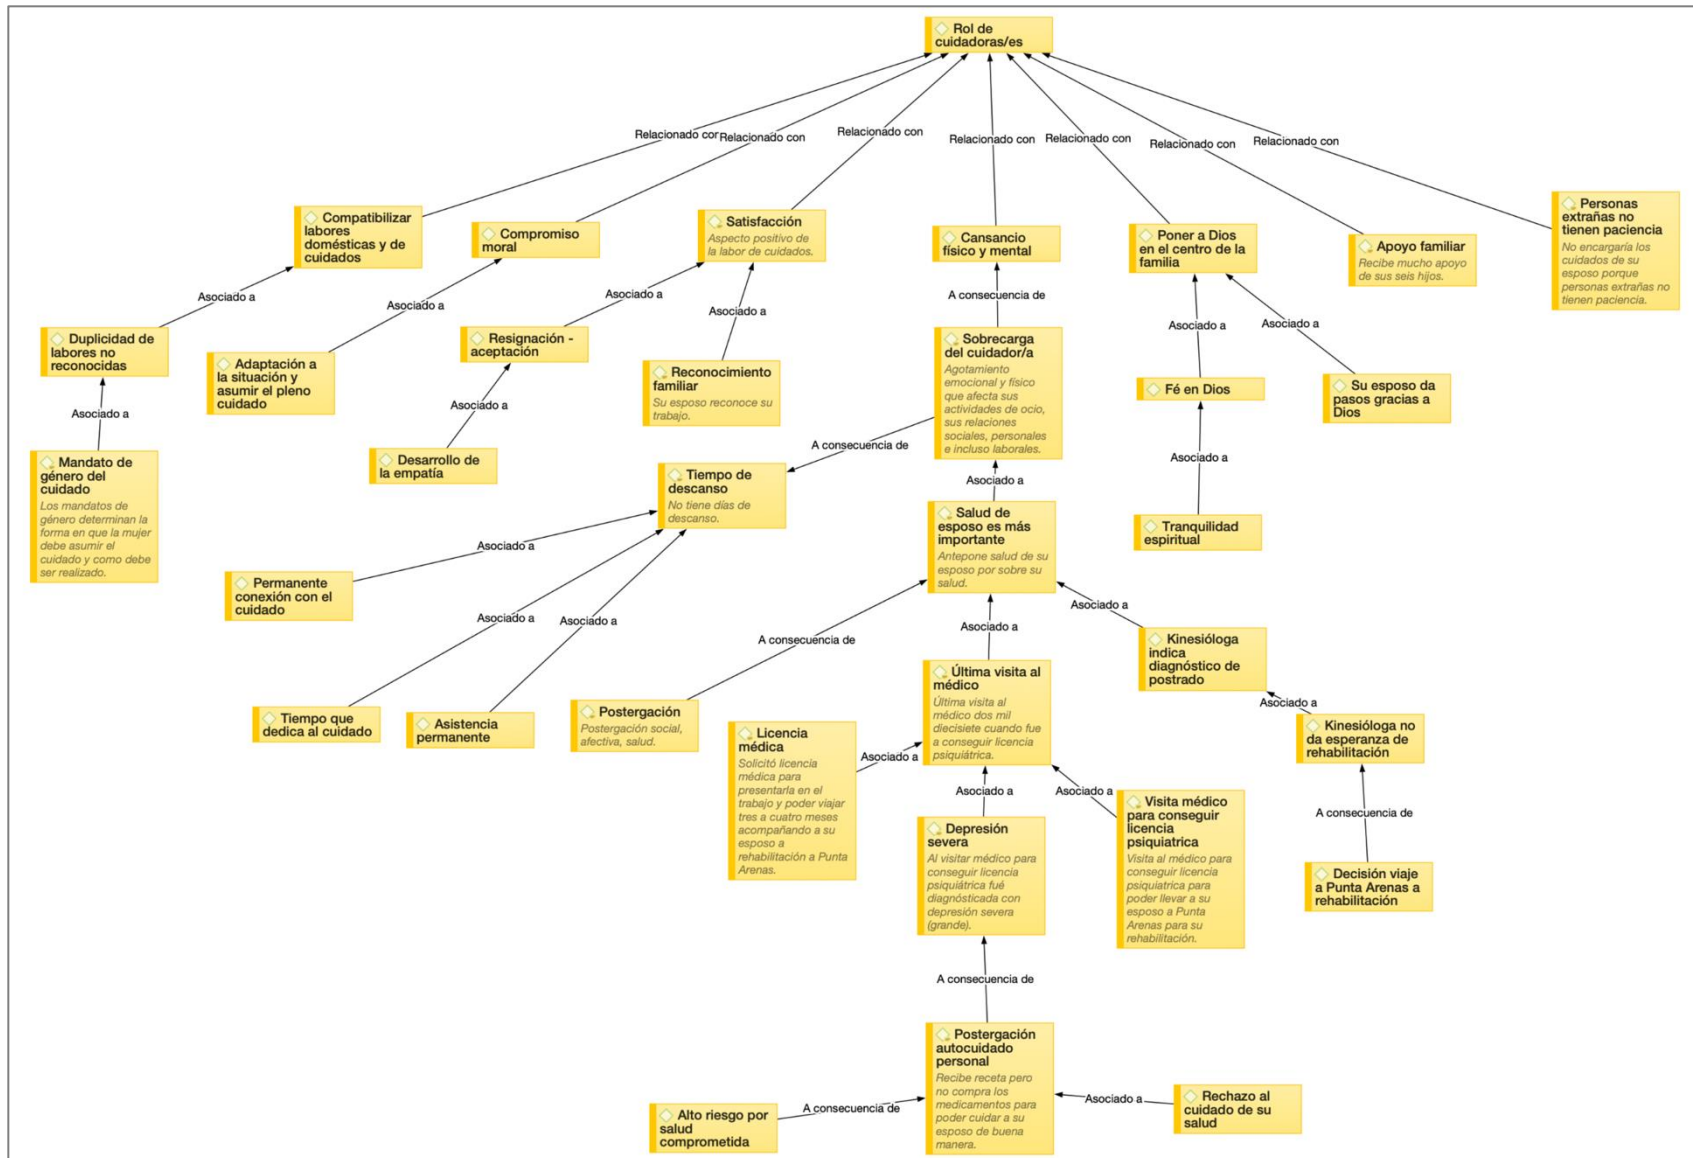 Rol de
cuidadoras/es
Relacionado con
Relacionado con
Relacionado con
Relacionado con
Relacionado con
Relacionado con
Relacionado con
Compatibilizar
labores
domésticas y de
cuidados
Compromiso
moral
Satisfacción
Aspecto positivo de
la labor de cuidados.
Cansancio
físico y mental
Poner a Dios
en el centro de la
familia
Apoyo familiar
Recibe mucho apoyo
de sus seis hijos.
Personas
extrañas no
tienen paciencia
No encargaría los
cuidados de su
esposo porque
personas extrañas no
tienen paciencia.
Asociado a
Asociado a
Asociado a
Asociado a
A consecuencia de
Asociado a
Asociado a
Duplicidad de
labores no
reconocidas
Adaptación a
la situación y
asumir el pleno
cuidado
Resignación -
aceptación
Reconocimiento
familiar
Su esposo reconoce su
trabajo.
Sobrecarga
del cuidador/a
Agotamiento
emocional y físico
que afecta sus
actividades de ocio,
sus relaciones
sociales, personales
e incluso laborales.
Fé en Dios
Su esposo da
pasos gracias a
Dios
Asociado a
Asociado a
A consecuencia de
Asociado a
Asociado a
Mandato de
género del
cuidado
Los mandatos de
género determinan la
forma en que la mujer
debe asumir el
cuidado y como debe
ser realizado.
Desarrollo de
la empatía
Tiempo de
descanso
No tiene días de
descanso.
Salud de
esposo es más
importante
Antepone salud de su
esposo por sobre su
salud.
Tranquilidad
espiritual
Asociado a
Asociado a
Asociado a
A consecuencia de
Asociado a
Asociado a
Permanente
conexión con el
cuidado
Kinesióloga
indica
diagnóstico de
postrado
Tiempo que
dedica al cuidado
Asistencia
permanente
Postergación
Postergación social,
afectiva, salud.
Última visita al
médico
Última visita al
médico dos mil
diecisiete cuando fue
a conseguir licencia
psiquiátrica.
Asociado a
Kinesióloga no
da esperanza de
rehabilitación
Licencia
médica
Solicitó licencia
médica para
presentarla en el
trabajo y poder viajar
tres a cuatro meses
acompañando a su
esposo a
rehabilitación a Punta
Arenas.
Asociado a
Asociado a
Asociado a
A consecuencia de
Depresión
severa
Al visitar médico para
conseguir licencia
psiquiátrica fué
diagnósticada con
depresión severa
(grande).
Visita médico
para conseguir
licencia
psiquiatrica
Visita al médico para
conseguir licencia
psiquiatrica para
poder llevar a su
esposo a Punta
Arenas para su
rehabilitación.
Decisión viaje
a Punta Arenas a
rehabilitación
A consecuencia de
Postergación
autocuidado
personal
Recibe receta pero
no compra los
medicamentos para
poder cuidar a su
esposo de buena
manera.
Alto riesgo por
salud
comprometida
A consecuencia de
Asociado a
Rechazo al
cuidado de su
salud